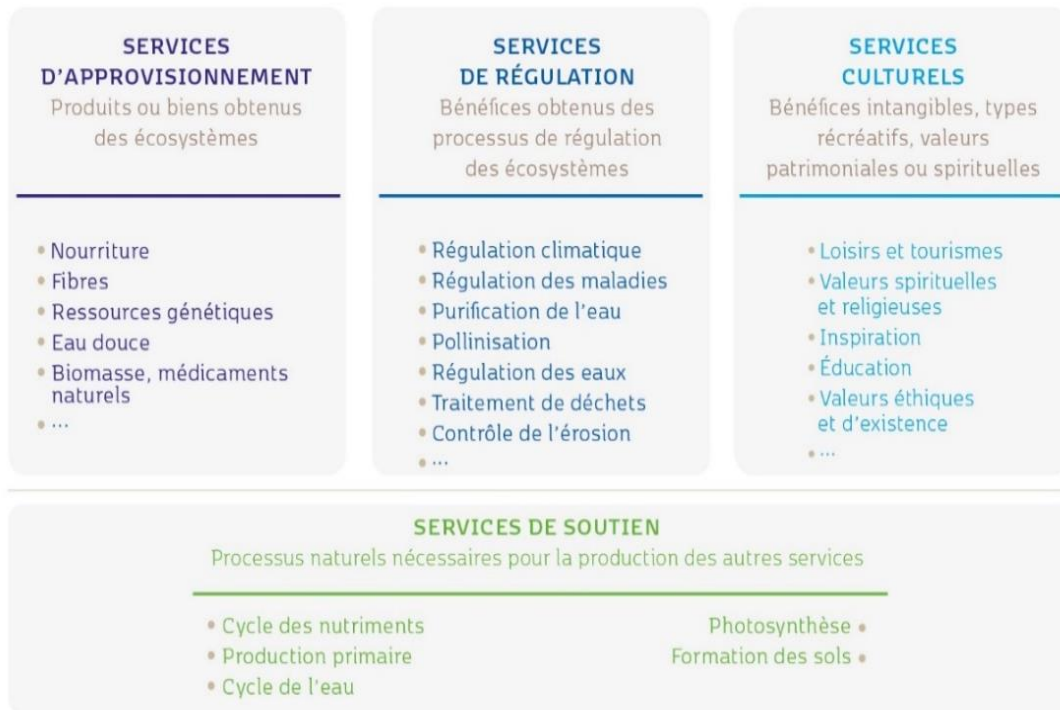 SERVICES
D'APPROVISIONNEMENT
Produits ou biens obtenus
des écosystèmes
• Nourriture
• Fibres
• Ressources génétiques
• Eau douce
• Biomasse, médicaments
naturels
• ...
SERVICES
DE RÉGULATION
Bénéfices obtenus des
processus de régulation
des écosystèmes
• Régulation climatique
• Régulation des maladies
• Purification de l'eau
• Pollinisation
• Régulation des eaux
• Traitement de déchets
• Contrôle de l'érosion
• ...
SERVICES
CULTURELS
Bénéfices intangibles, types
récréatifs, valeurs
patrimoniales ou spirituelles
• Loisirs et tourismes
• Valeurs spirituelles
et religieuses
• Inspiration
• Éducation
• Valeurs éthiques
et d'existence
• ...
SERVICES DE SOUTIEN
Processus naturels nécessaires pour la production des autres services
• Cycle des nutriments
• Production primaire
• Cycle de l'eau
Photosynthèse •
Formation des sols •